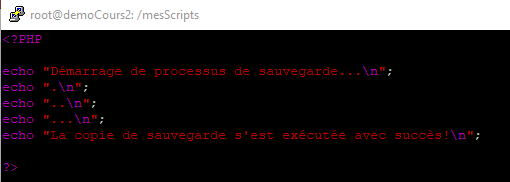 root@demoCours2: /mesScripts
<?PHP
echo "Démarrage de processus de sauvegarde...\n";
echo ".\n";
echo "..\n";
echo "...\n";
echo "La copie de sauvegarde s'est exécutée avec succès!\n";
?>